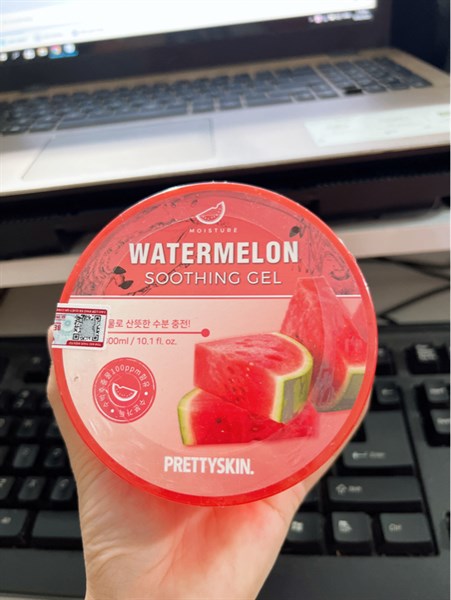 MOISTURE
WATERMELON
SOOTHING GEL
물로 산뜻한 수분 충전!
00ml / 10.1 fl. oz.
PRETTYSKIN.
Ctrl